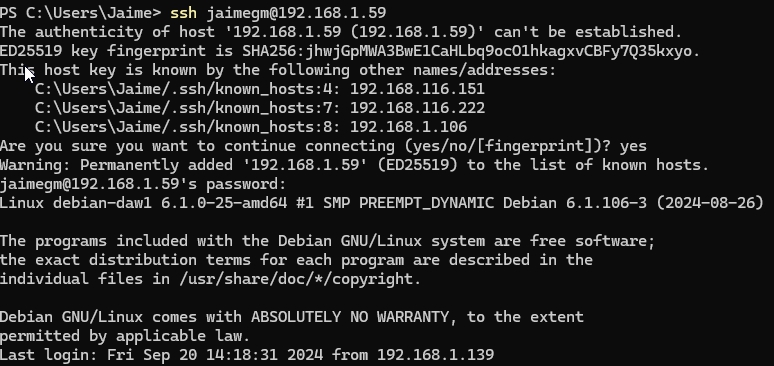 PS C:\Users\Jaime> ssh jaimegm@192.168.1.59
The authenticity of host '192.168.1.59 (192.168.1.59)' can't be established.
ED25519 key fingerprint is SHA256:jhwjGpMWA3BwE1CaHLbq9ocO1hkagxvCBFy7Q35kxyo.
This host key is known by the following other names/addresses:
    C:\Users\Jaime/.ssh/known_hosts:4: 192.168.116.151
    C:\Users\Jaime/.ssh/known_hosts:7: 192.168.116.222
    C:\Users\Jaime/.ssh/known_hosts:8: 192.168.1.106
Are you sure you want to continue connecting (yes/no/[fingerprint])? yes
Warning: Permanently added '192.168.1.59' (ED25519) to the list of known hosts.
jaimegm@192.168.1.59's password:
Linux debian-daw1 6.1.0-25-amd64 #1 SMP PREEMPT_DYNAMIC Debian 6.1.106-3 (2024-08-26)

The programs included with the Debian GNU/Linux system are free software;
the exact distribution terms for each program are described in the
individual files in /usr/share/doc/*/copyright.

Debian GNU/Linux comes with ABSOLUTELY NO WARRANTY, to the extent
permitted by applicable law.
Last login: Fri Sep 20 14:18:31 2024 from 192.168.1.139